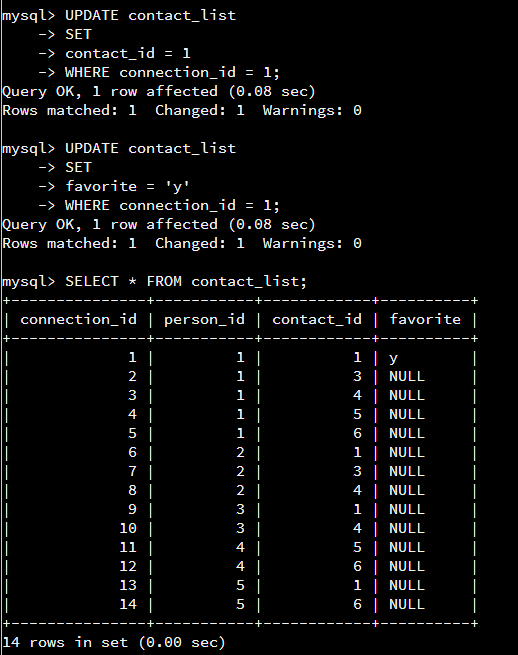 mysql> UPDATE contact_list
    -> SET
    -> contact_id = 1
    -> WHERE connection_id = 1;
Query OK, 1 row affected (0.08 sec)
Rows matched: 1  Changed: 1  Warnings: 0

mysql> UPDATE contact_list
    -> SET
    -> favorite = 'y'
    -> WHERE connection_id = 1;
Query OK, 1 row affected (0.08 sec)
Rows matched: 1  Changed: 1  Warnings: 0

mysql> SELECT * FROM contact_list;
+---------------+-----------+------------+----------+
| connection_id | person_id | contact_id | favorite |
+---------------+-----------+------------+----------+
|             1 |         1 |          1 | y        |
|             2 |         1 |          3 | NULL     |
|             3 |         1 |          4 | NULL     |
|             4 |         1 |          5 | NULL     |
|             5 |         1 |          6 | NULL     |
|             6 |         2 |          1 | NULL     |
|             7 |         2 |          3 | NULL     |
|             8 |         2 |          4 | NULL     |
|             9 |         3 |          1 | NULL     |
|            10 |         3 |          4 | NULL     |
|            11 |         4 |          5 | NULL     |
|            12 |         4 |          6 | NULL     |
|            13 |         5 |          1 | NULL     |
|            14 |         5 |          6 | NULL     |
+---------------+-----------+------------+----------+
14 rows in set (0.00 sec)